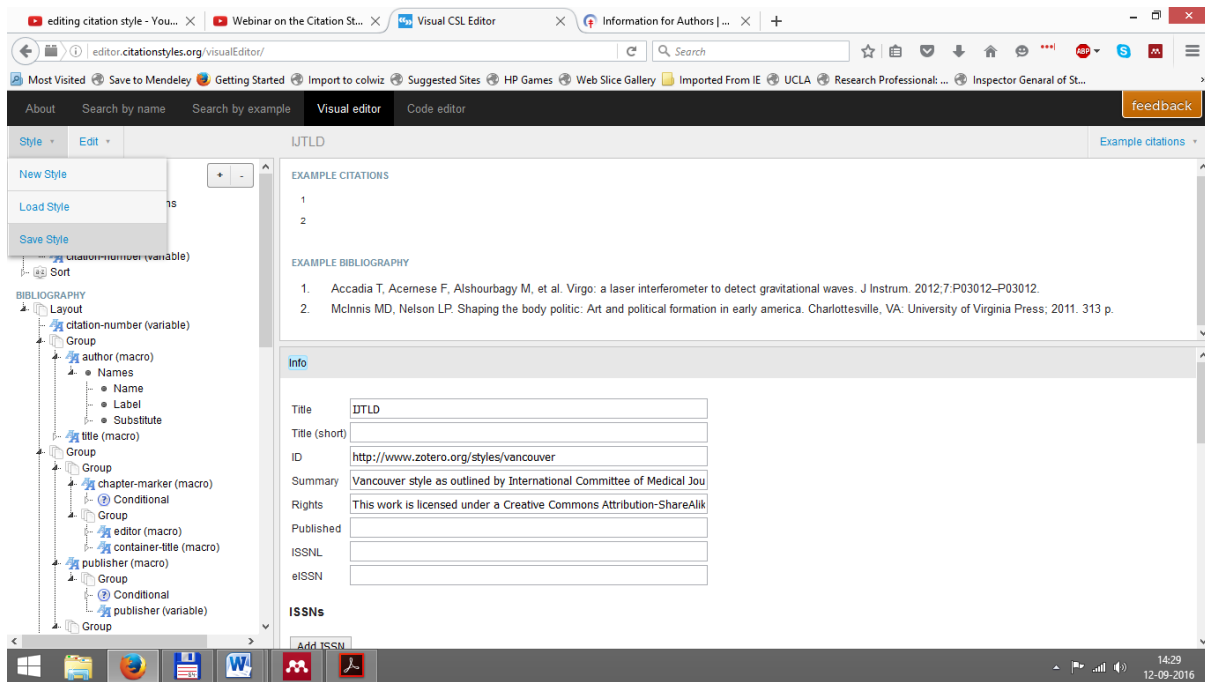 editing citation style - You...
Webinar on the Citation St...
Visual CSL Editor
Information for Authors | ...
editor.citationstyles.org/visualEditor/
Search
ABP
S
Most Visited
Save to Mendeley
Getting Started
Import to colwiz
Suggested Sites
HP Games
Web Slice Gallery
Imported From IE
UCLA
Research Professional: ...
Inspector Genaral of St...
About
Search by name
Search by example
Visual editor
Code editor
feedback
Style
Edit
IJTLD
Example citations
New Style
Load Style
Save Style
+ -
ns
citation-number (variable)
Sort
BIBLIOGRAPHY
Layout
citation-number (variable)
Group
author (macro)
Names
Name
Label
Substitute
title (macro)
Group
Group
chapter-marker (macro)
Conditional
Group
editor (macro)
container-title (macro)
publisher (macro)
Group
Conditional
publisher (variable)
Group
EXAMPLE CITATIONS
1
2
EXAMPLE BIBLIOGRAPHY
1. Accadia T, Acernese F, Alshourbagy M, et al. Virgo: a laser interferometer to detect gravitational waves. J Instrum. 2012;7:P03012–P03012.
2. McInnis MD, Nelson LP. Shaping the body politic: Art and political formation in early america. Charlottesville, VA: University of Virginia Press; 2011. 313 p.
Info
Title IJTLD
Title (short)
ID http://www.zotero.org/styles/vancouver
Summary Vancouver style as outlined by International Committee of Medical Jou
Rights This work is licensed under a Creative Commons Attribution-ShareAlik
Published
ISSNL
eISSN
ISSNs
Add ISSN
14:29
12-09-2016